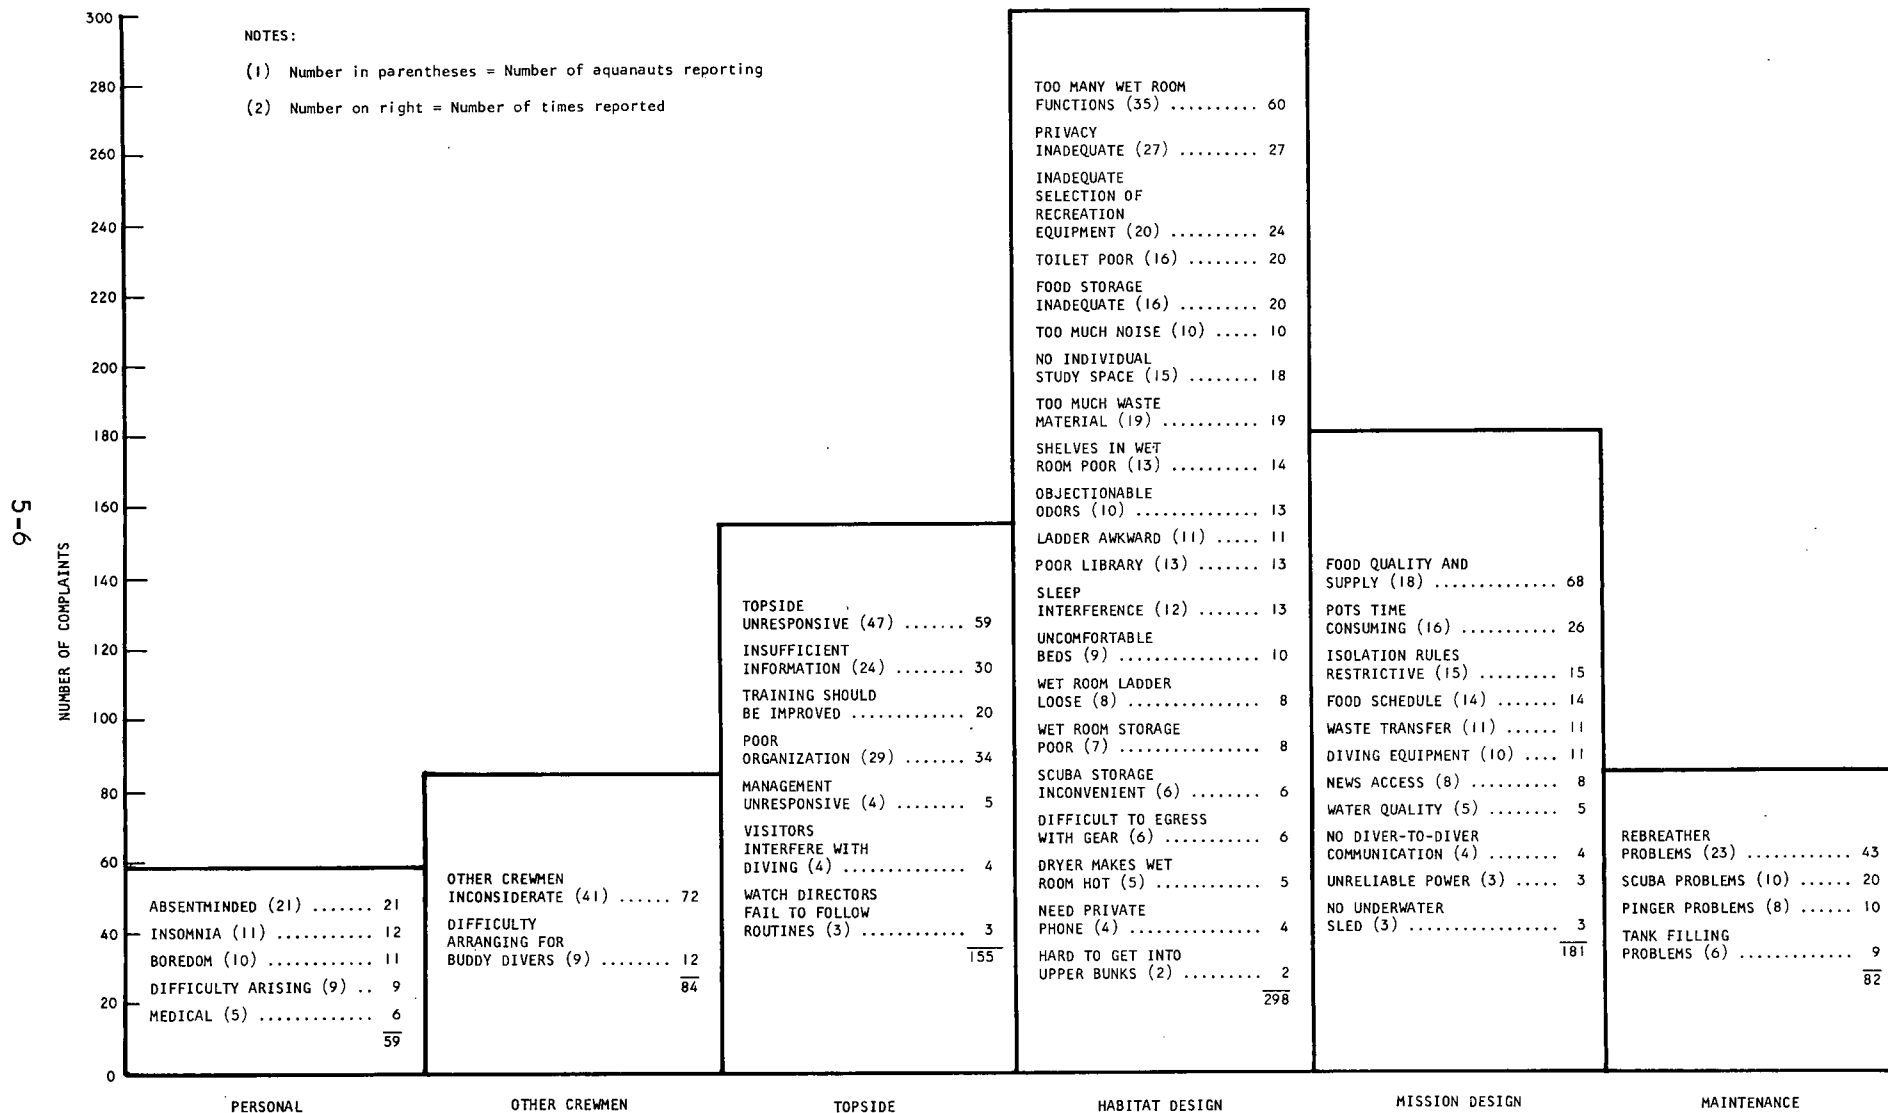 NOTES:
(1) Number in parentheses = Number of aquanauts reporting
(2) Number on right = Number of times reported
5-6
NUMBER OF COMPLAINTS
300
280
260
240
220
200
180
160
140
120
100
80
60
40
20
0
ABSENTMINDED (21) ....... 21
INSOMNIA (11) ........... 12
BOREDOM (10) ............ 11
DIFFICULTY ARISING (9) .. 9
MEDICAL (5) ............. 6
59
PERSONAL
OTHER CREWMEN
INCONSIDERATE (41) ...... 72
DIFFICULTY
ARRANGING FOR
BUDDY DIVERS (9) ........ 12
84
OTHER CREWMEN
TOPSIDE
UNRESPONSIVE (47) ....... 59
INSUFFICIENT
INFORMATION (24) ........ 30
TRAINING SHOULD
BE IMPROVED ............. 20
POOR
ORGANIZATION (29) ....... 34
MANAGEMENT
UNRESPONSIVE (4) ........ 5
VISITORS
INTERFERE WITH
DIVING (4) .............. 4
WATCH DIRECTORS
FAIL TO FOLLOW
ROUTINES (3) ............ 3
155
TOPSIDE
TOO MANY WET ROOM
FUNCTIONS (35) .......... 60
PRIVACY
INADEQUATE (27) ......... 27
INADEQUATE
SELECTION OF
RECREATION
EQUIPMENT (20) .......... 24
TOILET POOR (16) ........ 20
FOOD STORAGE
INADEQUATE (16) ......... 20
TOO MUCH NOISE (10) ..... 10
NO INDIVIDUAL
STUDY SPACE (15) ........ 18
TOO MUCH WASTE
MATERIAL (19) ........... 19
SHELVES IN WET
ROOM POOR (13) .......... 14
OBJECTIONABLE
ODORS (10) .............. 13
LADDER AWKWARD (11) ..... 11
POOR LIBRARY (13) ....... 13
SLEEP
INTERFERENCE (12) ....... 13
UNCOMFORTABLE
BEDS (9) ................ 10
WET ROOM LADDER
LOOSE (8) ............... 8
WET ROOM STORAGE
POOR (7) ................ 8
SCUBA STORAGE
INCONVENIENT (6) ........ 6
DIFFICULT TO EGRESS
WITH GEAR (6) ........... 6
DRYER MAKES WET
ROOM HOT (5) ............ 5
NEED PRIVATE
PHONE (4) ............... 4
HARD TO GET INTO
UPPER BUNKS (2) ......... 2
298
HABITAT DESIGN
FOOD QUALITY AND
SUPPLY (18) .............. 68
POTS TIME
CONSUMING (16) ........... 26
ISOLATION RULES
RESTRICTIVE (15) ......... 15
FOOD SCHEDULE (14) ....... 14
WASTE TRANSFER (11) ...... 11
DIVING EQUIPMENT (10) .... 11
NEWS ACCESS (8) .......... 8
WATER QUALITY (5) ........ 5
NO DIVER-TO-DIVER
COMMUNICATION (4) ........ 4
UNRELIABLE POWER (3) ..... 3
NO UNDERWATER
SLED (3) ................. 3
181
MISSION DESIGN
REBREATHER
PROBLEMS (23) ............ 43
SCUBA PROBLEMS (10) ...... 20
PINGER PROBLEMS (8) ...... 10
TANK FILLING
PROBLEMS (6) ............. 9
82
MAINTENANCE